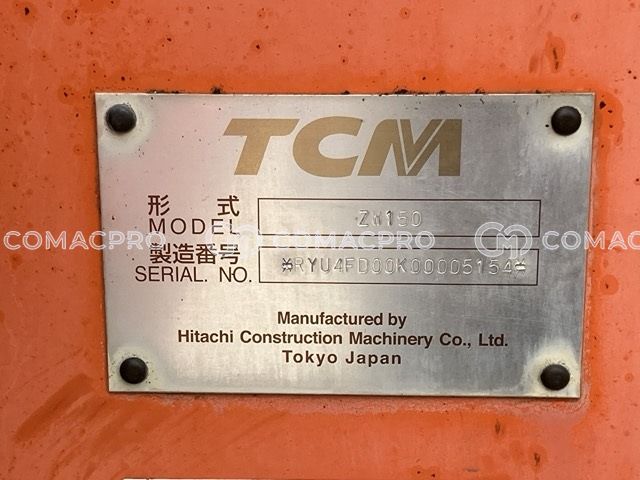 TCM
形式 ZW150
MODEL
COMACPRO COMACPRO COMACPRO
製造番号 *RYU4FD00K00005154*
SERIAL. NO.
Manufactured by
Hitachi Construction Machinery Co., Ltd.
Tokyo Japan